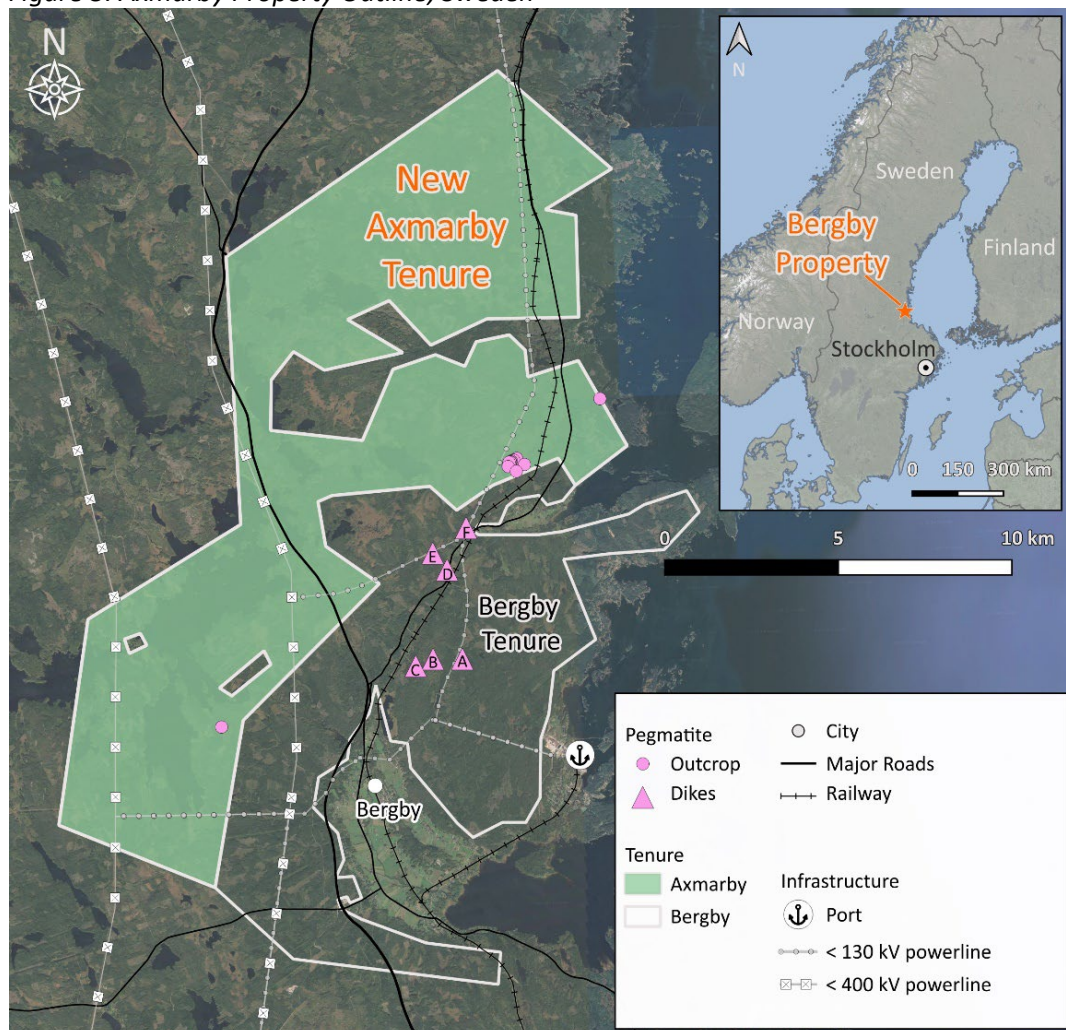 Figure 3: Axmarby Property Outline, Sweden
N
New
Axmarby
Tenure
N
Sweden
Bergby
Property
Finland
Norway
Stockholm
0 150 300 km
0 5 10 km
F
E
D
Bergby
Tenure
C
B
A
Bergby
Pegmatite
Outcrop
Dikes
City
Major Roads
Railway
Tenure
Axmarby
Bergby
Infrastructure
Port
< 130 kV powerline
< 400 kV powerline